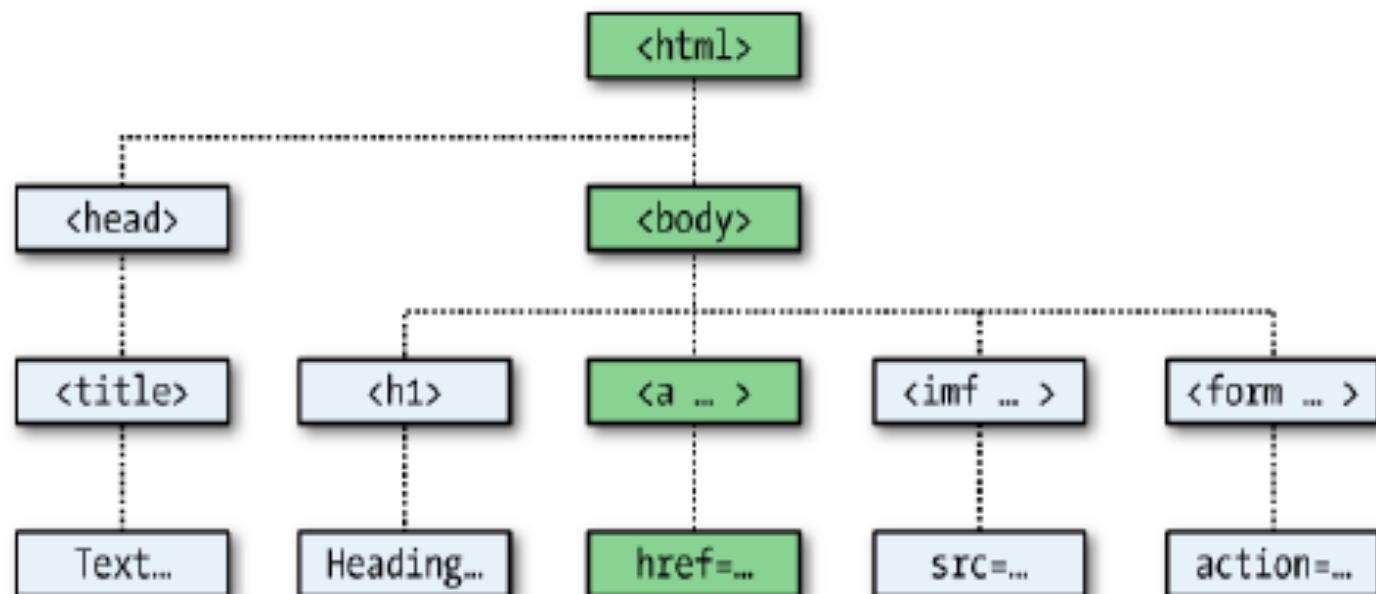 <html>
<head> <body>
<title> <h1> <a … > <imf … > <form … >
Text… Heading… href=… src=… action=…